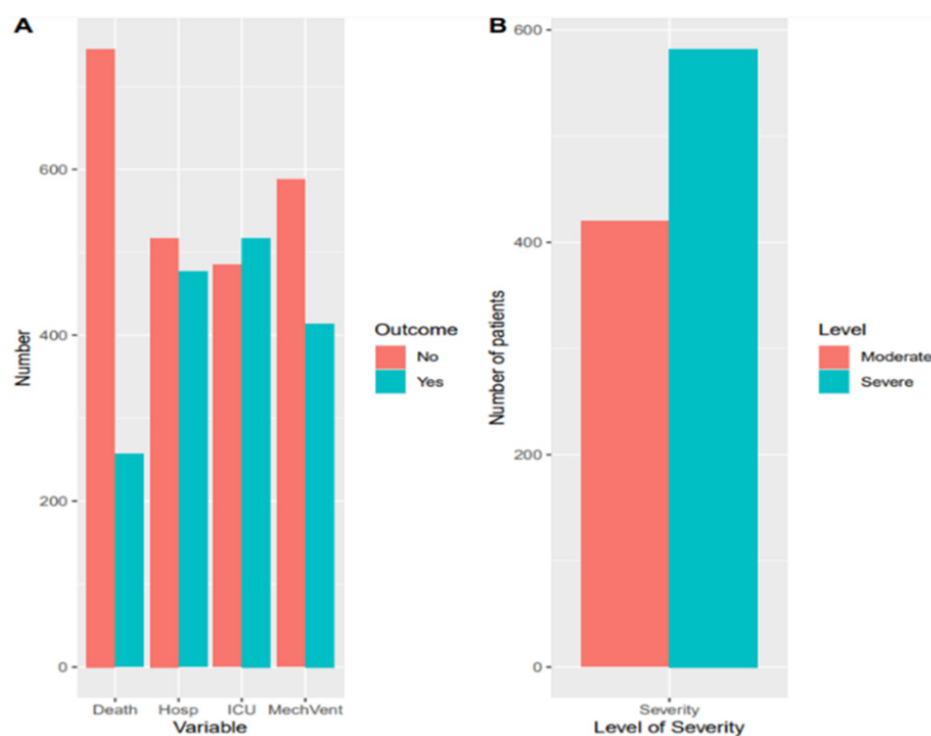 A
Number
600
400
200
0
Death Hosp ICU MechVent
Variable
Outcome
No
Yes
B
Number of patients
600
400
200
0
Severity
Level of Severity
Level
Moderate
Severe